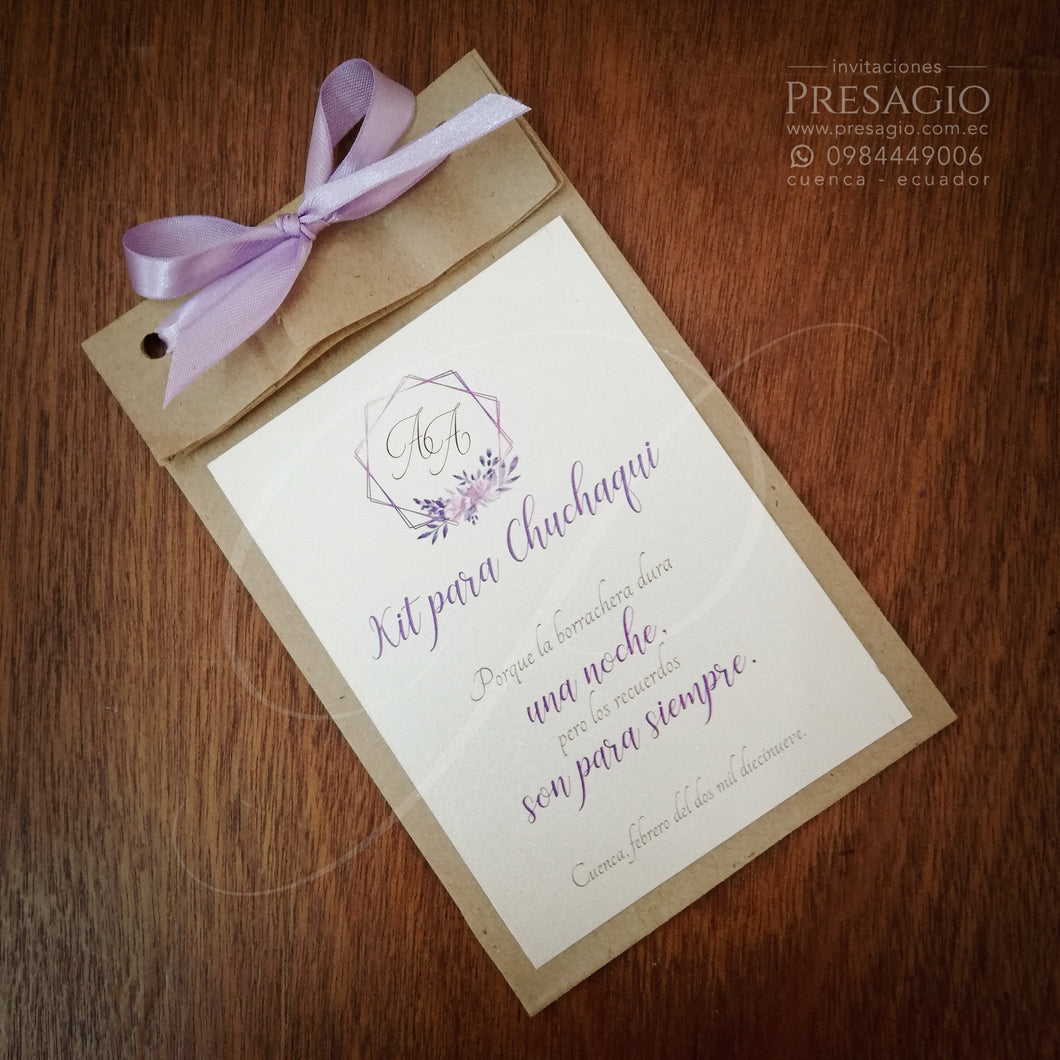 invitaciones
PRESAGIO
www.presagio.com.ec
0984449006
cuenca - ecuador
AA
Kit para Chuchaqui
Porque la borrachera dura
una noche,
pero los recuerdos
son para siempre.
Cuenca, febrero del dos mil diecinueve.